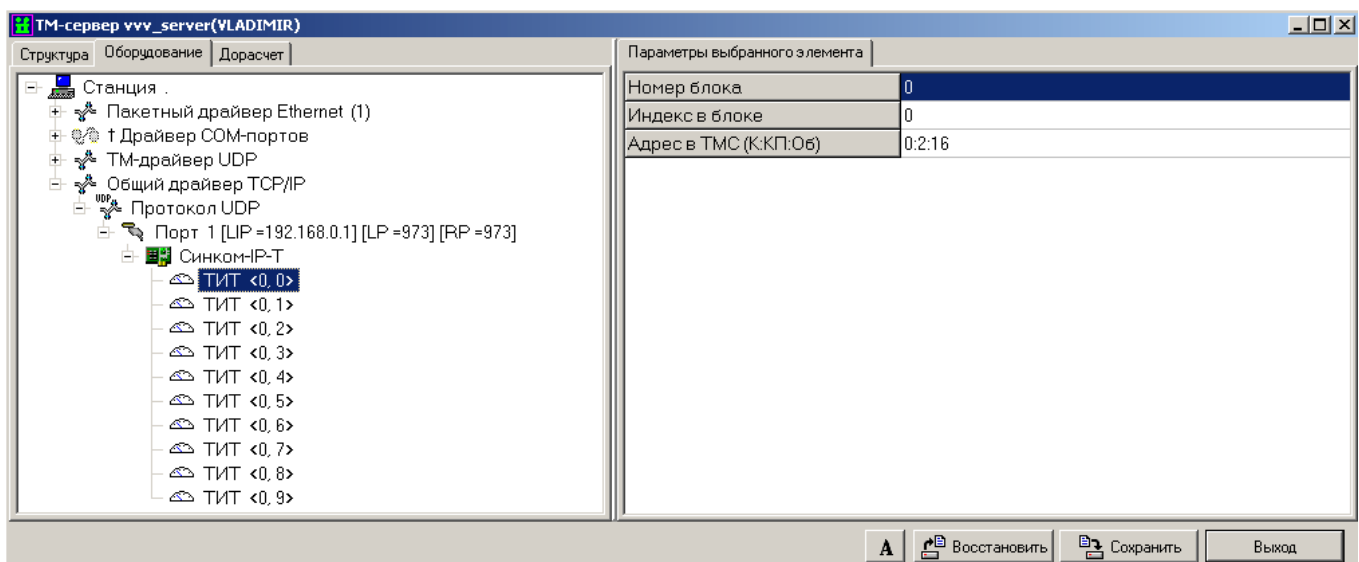 ТМ-сервер vvv_server(VLADIMIR)
Структура Оборудование Дорасчет
Станция .
Пакетный драйвер Ethernet (1)
† Драйвер COM-портов
ТМ-драйвер UDP
Общий драйвер TCP/IP
UDP Протокол UDP
Порт 1 [LIP =192.168.0.1] [LP =973] [RP =973]
Синком-IP-Т
ТИТ <0, 0>
ТИТ <0, 1>
ТИТ <0, 2>
ТИТ <0, 3>
ТИТ <0, 4>
ТИТ <0, 5>
ТИТ <0, 6>
ТИТ <0, 7>
ТИТ <0, 8>
ТИТ <0, 9>
Параметры выбранного элемента
Номер блока 0
Индекс в блоке 0
Адрес в ТМС (К:КП:Об) 0:2:16
A Восстановить Сохранить Выход